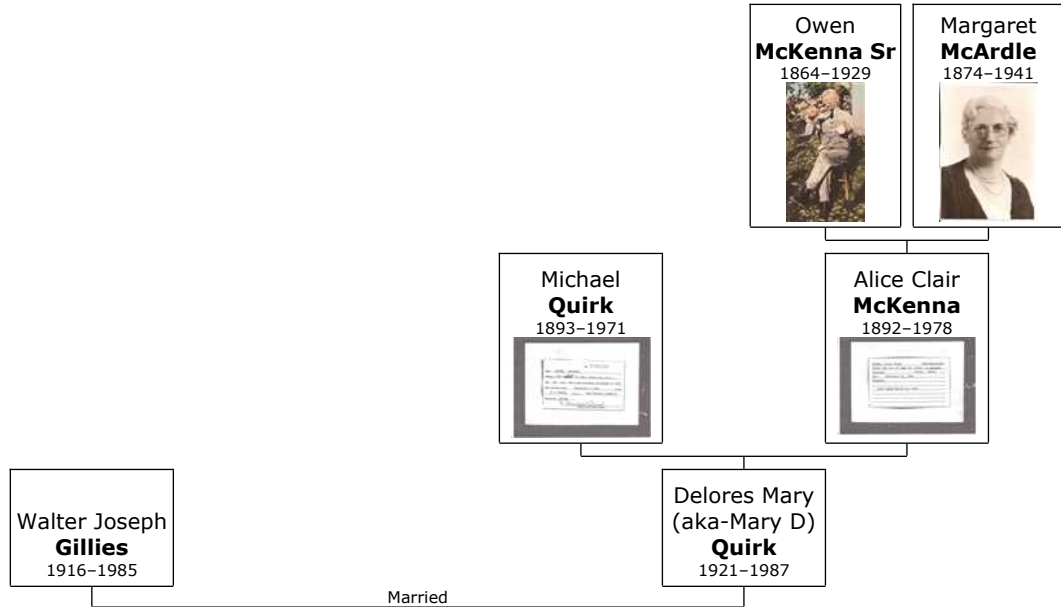 Owen
McKenna Sr
1864–1929
Margaret
McArdle
1874–1941
Michael
Quirk
1893–1971
Alice Clair
McKenna
1892–1978
Walter Joseph
Gillies
1916–1985
Delores Mary
(aka-Mary D)
Quirk
1921–1987
Married